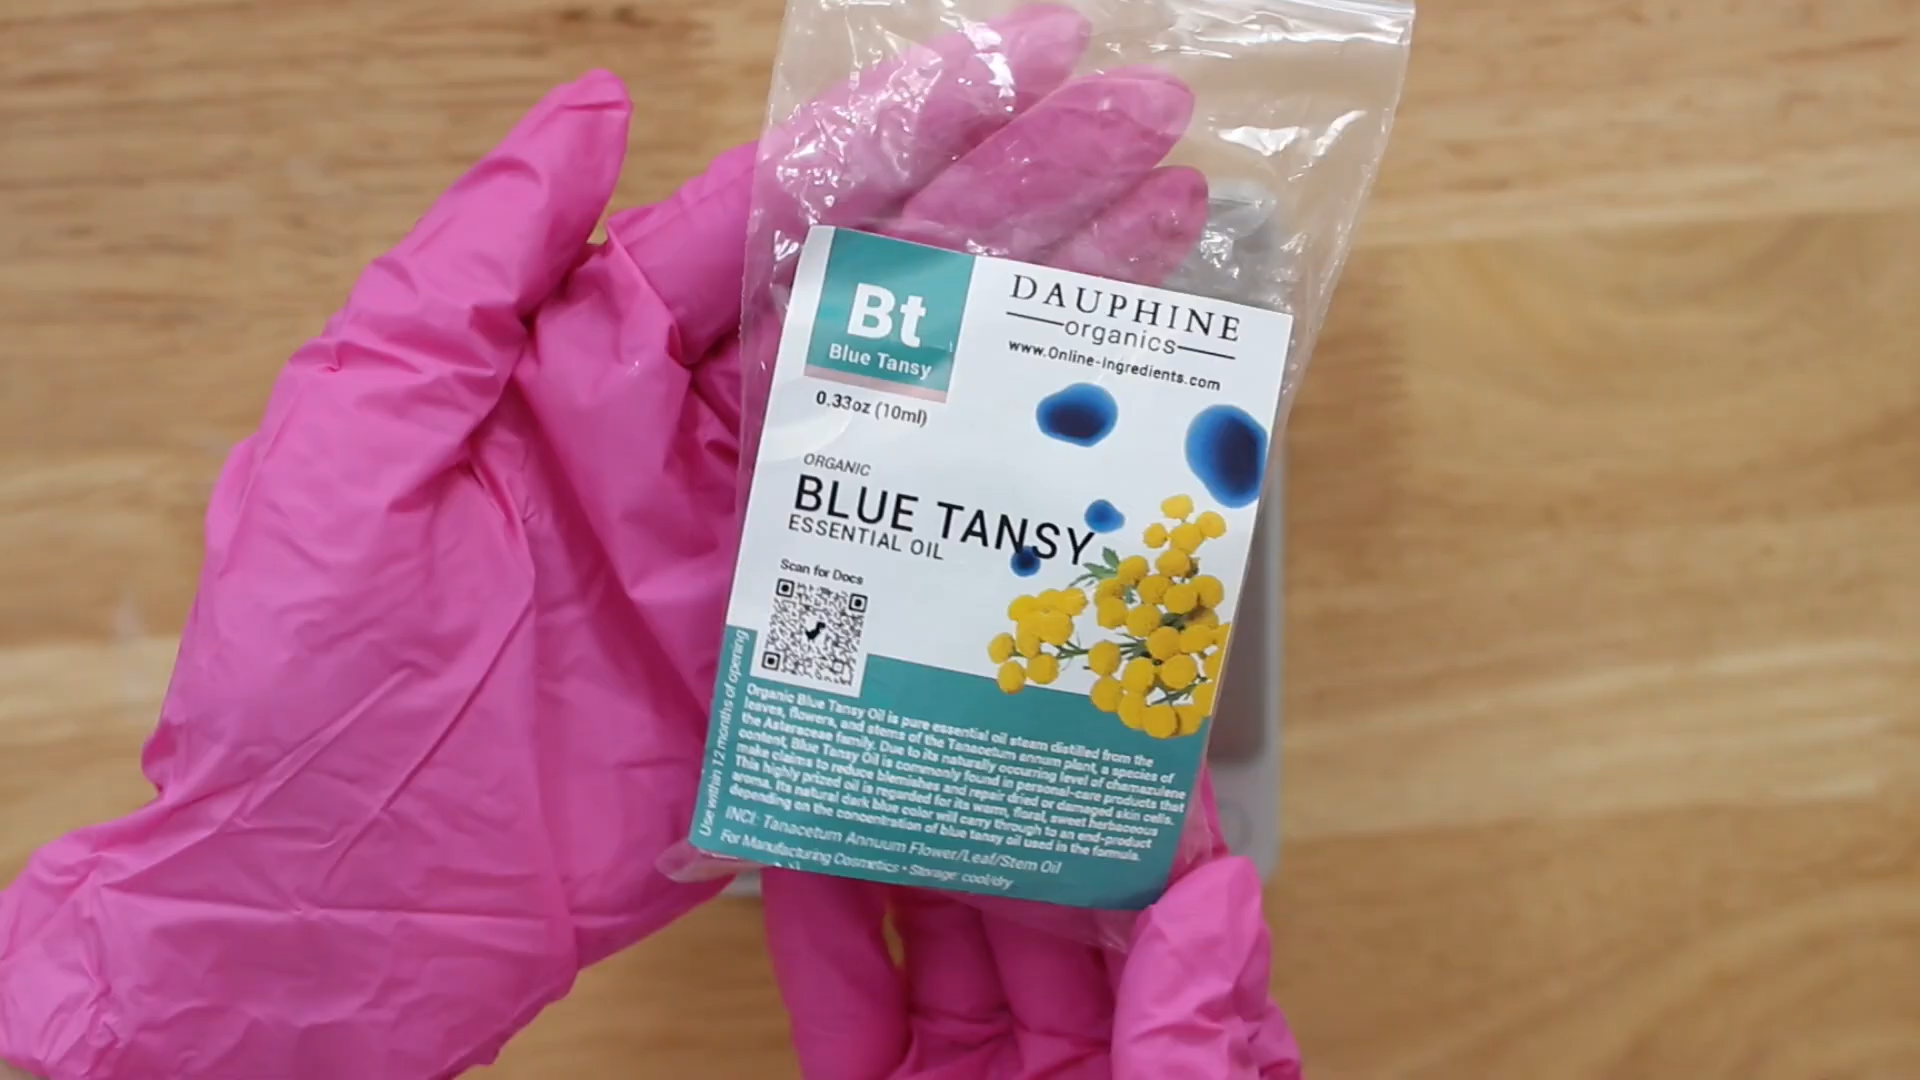 Bt
Blue Tansy
0.33oz (10ml)
DAUPHINE
organics
www.Online-Ingredients.com
ORGANIC
BLUE TANSY
ESSENTIAL OIL
Scan for Docs
Use within 12 months of opening
Organic Blue Tansy Oil is pure essential oil steam distilled from the
leaves, flowers, and stems of the Tanacetum annum plant, a species of
the Asteraceae family. Due to its naturally occurring level of chamazulene
content, Blue Tansy Oil is commonly found in personal-care products that
make claims to reduce blemishes and repair dried or damaged skin cells.
This highly prized oil is regarded for its warm, floral, sweet herbaceous
aroma. Its natural dark blue color will carry through to an end-product
depending on the concentration of blue tansy oil used in the formula.
INCI: Tanacetum Annuum Flower/Leaf/Stem Oil
For Manufacturing Cosmetics • Storage: cool/dry